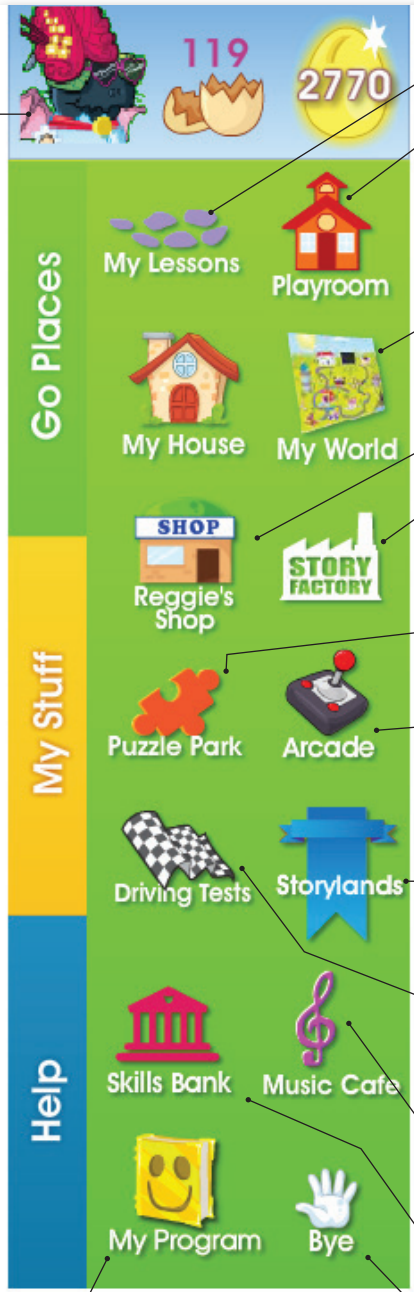 119
2770
Go Places
My Lessons
Playroom
My House
My World
SHOP
Reggie's
Shop
STORY
FACTORY
My Stuff
Puzzle Park
Arcade
Driving Tests
Storylands
Help
Skills Bank
Music Cafe
My Program
Bye